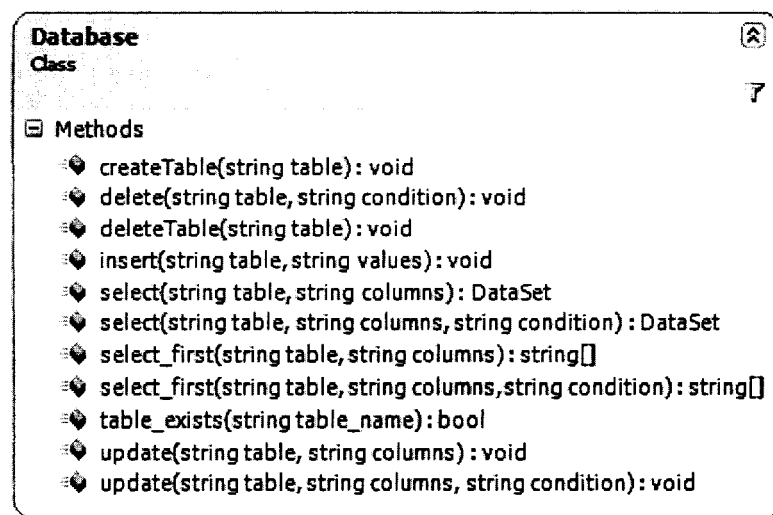 Database
Class
Methods
createTable(string table) : void
delete(string table, string condition) : void
deleteTable(string table) : void
insert(string table, string values) : void
select(string table, string columns) : DataSet
select(string table, string columns, string condition) : DataSet
select_first(string table, string columns) : string[]
select_first(string table, string columns, string condition) : string[]
table_exists(string table_name) : bool
update(string table, string columns) : void
update(string table, string columns, string condition) : void